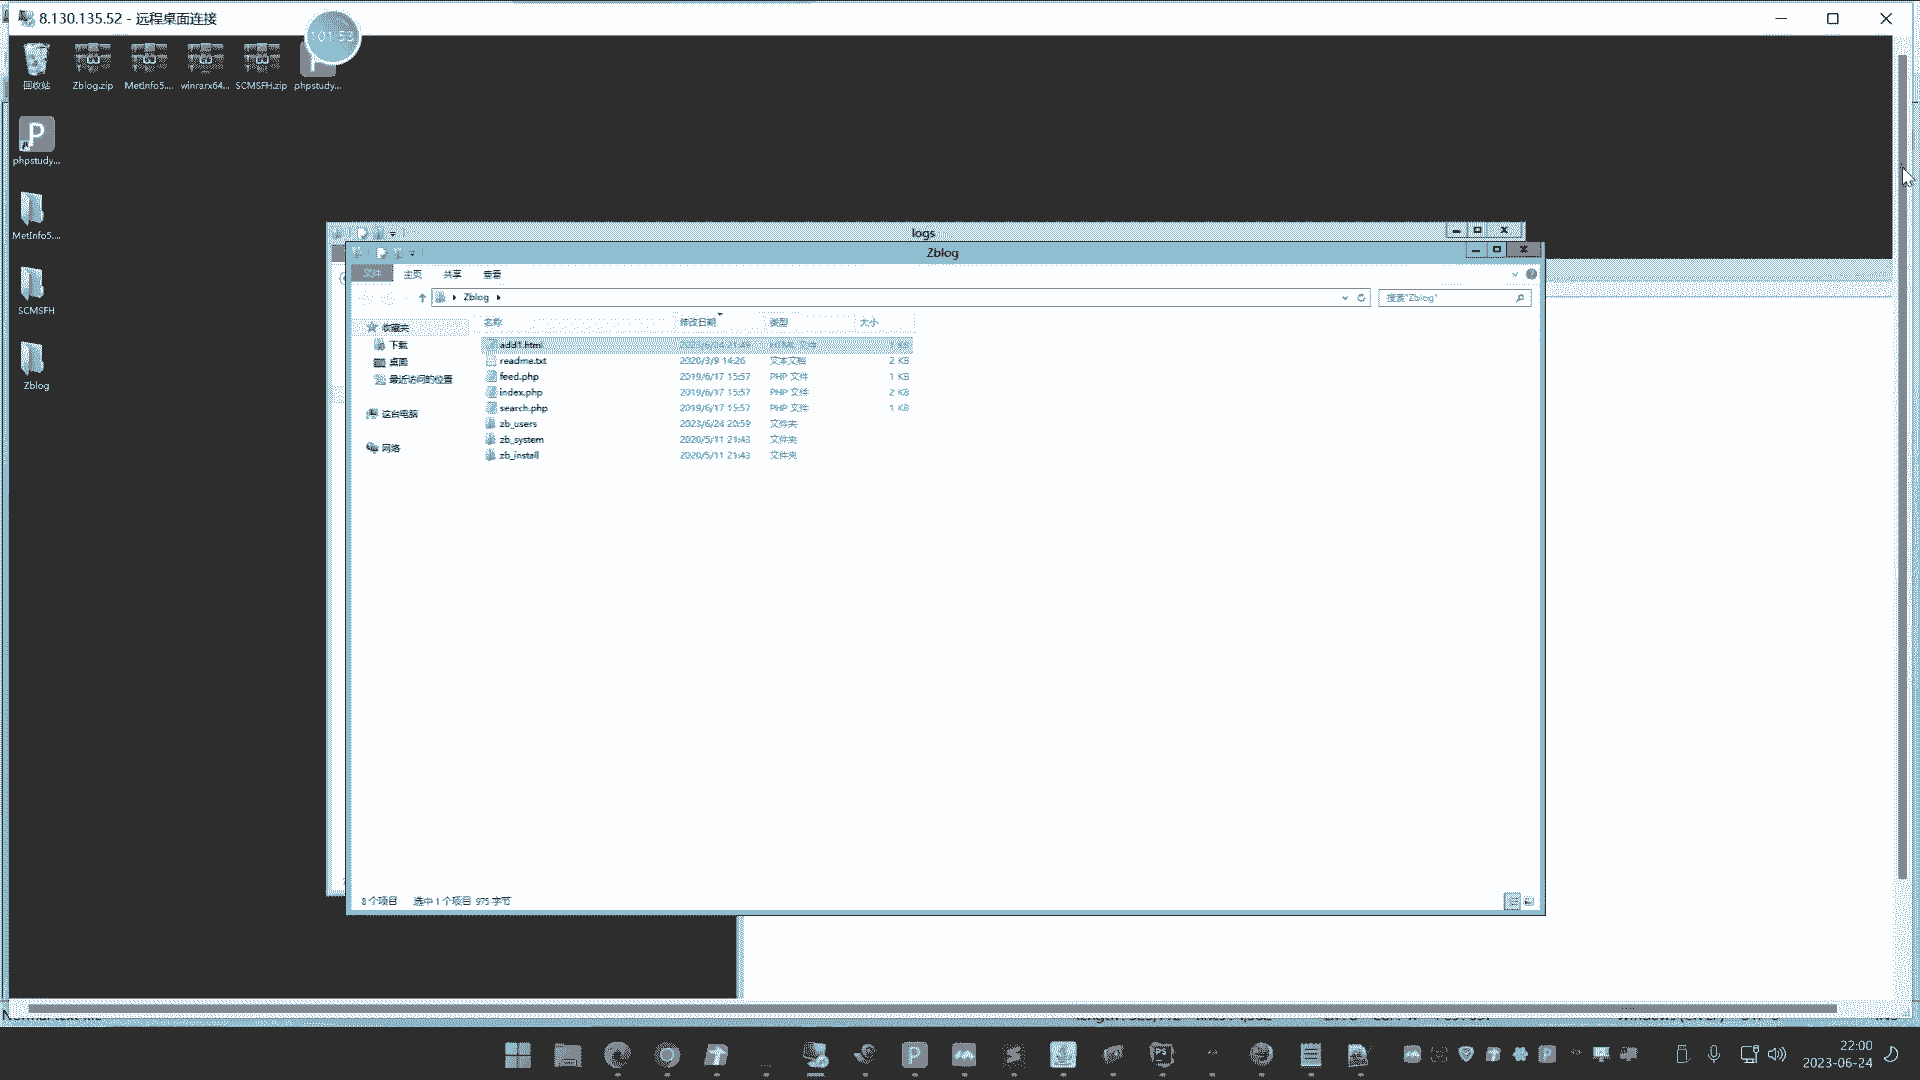 8.130.135.52 - 远程桌面连接
01:53
回收站
Zblog.zip
MetInfo5....
winrarx64...
SCMSFH.zip
phpstudy...
phpstudy...
MetInfo5....
SCMSFH
Zblog
logs
Zblog
文件
主页
共享
查看
Zblog
搜索"Zblog"
收藏夹
下载
桌面
最近访问的位置
这台电脑
网络
名称 修改日期 类型 大小
add1.html 2023/6/24 21:49 HTML 文件 1 KB
readme.txt 2020/3/9 14:26 文本文档 2 KB
feed.php 2019/6/17 15:57 PHP 文件 1 KB
index.php 2019/6/17 15:57 PHP 文件 2 KB
search.php 2019/6/17 15:57 PHP 文件 1 KB
zb_users 2023/6/24 20:59 文件夹
zb_system 2020/5/11 21:43 文件夹
zb_install 2020/5/11 21:43 文件夹
8 个项目 选中 1 个项目 975 字节
22:00
2023-06-24